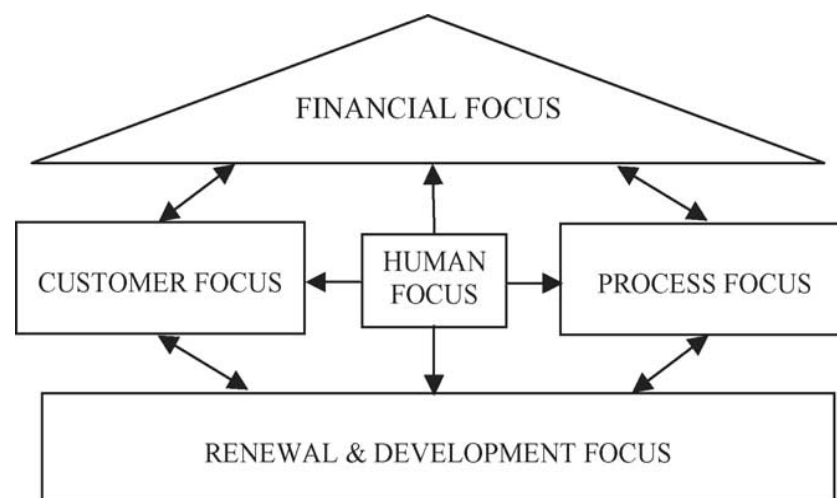 FINANCIAL FOCUS
CUSTOMER FOCUS
HUMAN
FOCUS
PROCESS FOCUS
RENEWAL & DEVELOPMENT FOCUS